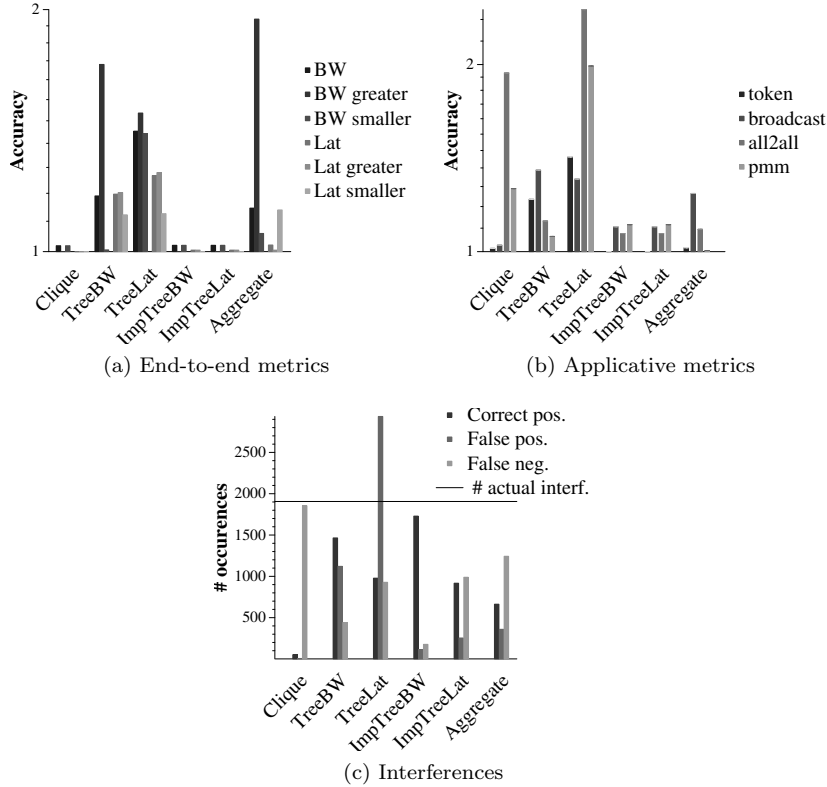 2
Accuracy
1
Clique
TreeBW
TreeLat
ImpTreeBW
ImpTreeLat
Aggregate
BW
BW greater
BW smaller
Lat
Lat greater
Lat smaller
(a) End-to-end metrics
2
Accuracy
1
Clique
TreeBW
TreeLat
ImpTreeBW
ImpTreeLat
Aggregate
token
broadcast
all2all
pmm
(b) Applicative metrics
Correct pos.
False pos.
False neg.
# actual interf.
# occurences
2500
2000
1500
1000
500
Clique
TreeBW
TreeLat
ImpTreeBW
ImpTreeLat
Aggregate
(c) Interferences